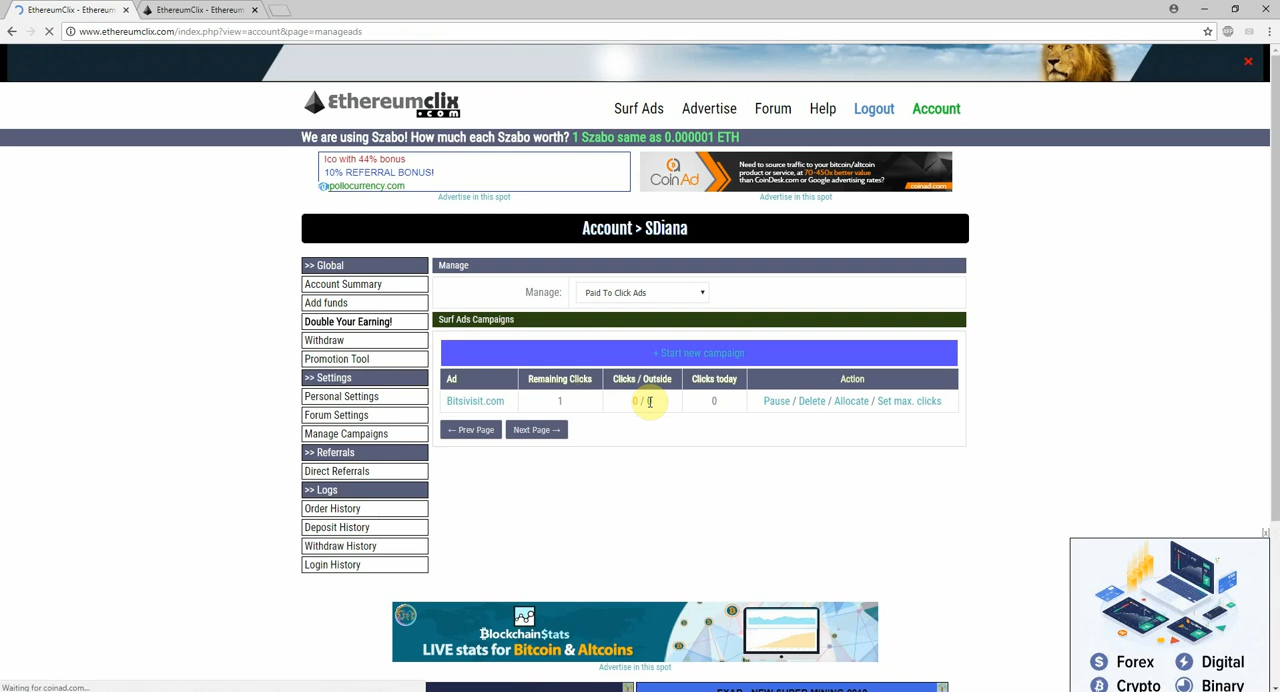 EthereumClix - Ethereum
EthereumClix - Ethereum
www.ethereumclix.com/index.php?view=account&page=manageads
Ethereumclix
.com
Surf Ads
Advertise
Forum
Help
Logout
Account
We are using Szabo! How much each Szabo worth? 1 Szabo same as 0.000001 ETH
Ico with 44% bonus
10% REFERRAL BONUS!
pollocurrency.com
CoinAd
Need to source traffic to your bitcoin/altcoin
product or service, at 70-450x better value
than CoinDesk.com or Google advertising rates?
coinad.com
Advertise in this spot
Advertise in this spot
Account > SDiana
>> Global
Account Summary
Add funds
Double Your Earning!
Withdraw
Promotion Tool
>> Settings
Personal Settings
Forum Settings
Manage Campaigns
>> Referrals
Direct Referrals
>> Logs
Order History
Deposit History
Withdraw History
Login History
Manage
Manage:
Paid To Click Ads
Surf Ads Campaigns
+ Start new campaign
Ad Remaining Clicks Clicks / Outside Clicks today Action
Bitsivisit.com 1 0 / 0 0 Pause / Delete / Allocate / Set max. clicks
← Prev Page
Next Page →
Blockchain$tats
LIVE stats for Bitcoin & Altcoins
Advertise in this spot
Forex
Digital
Crypto
Binary
Waiting for coinad.com...